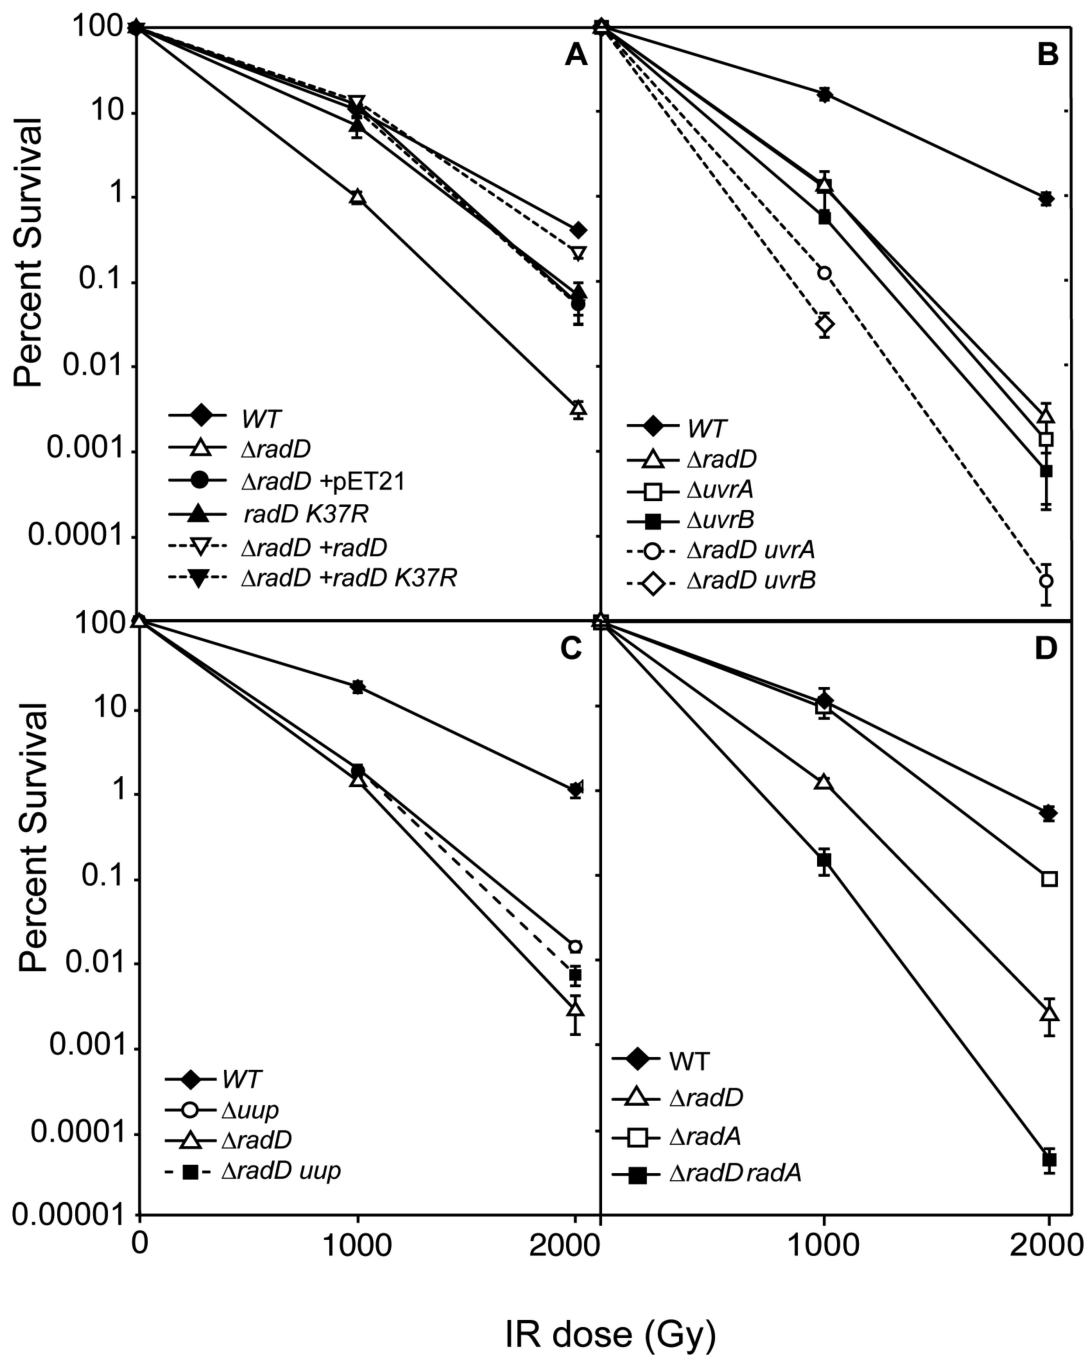 Percent Survival
100
10
1
0.1
0.01
0.001
0.0001
A
WT
ΔradD
ΔradD +pET21
radD K37R
ΔradD +radD
ΔradD +radD K37R
B
WT
ΔradD
ΔuvrA
ΔuvrB
ΔradD uvrA
ΔradD uvrB
Percent Survival
100
10
1
0.1
0.01
0.001
0.0001
0.00001
C
WT
Δuup
ΔradD
ΔradD uup
D
WT
ΔradD
ΔradA
ΔradD radA
0 1000 2000 1000 2000
IR dose (Gy)